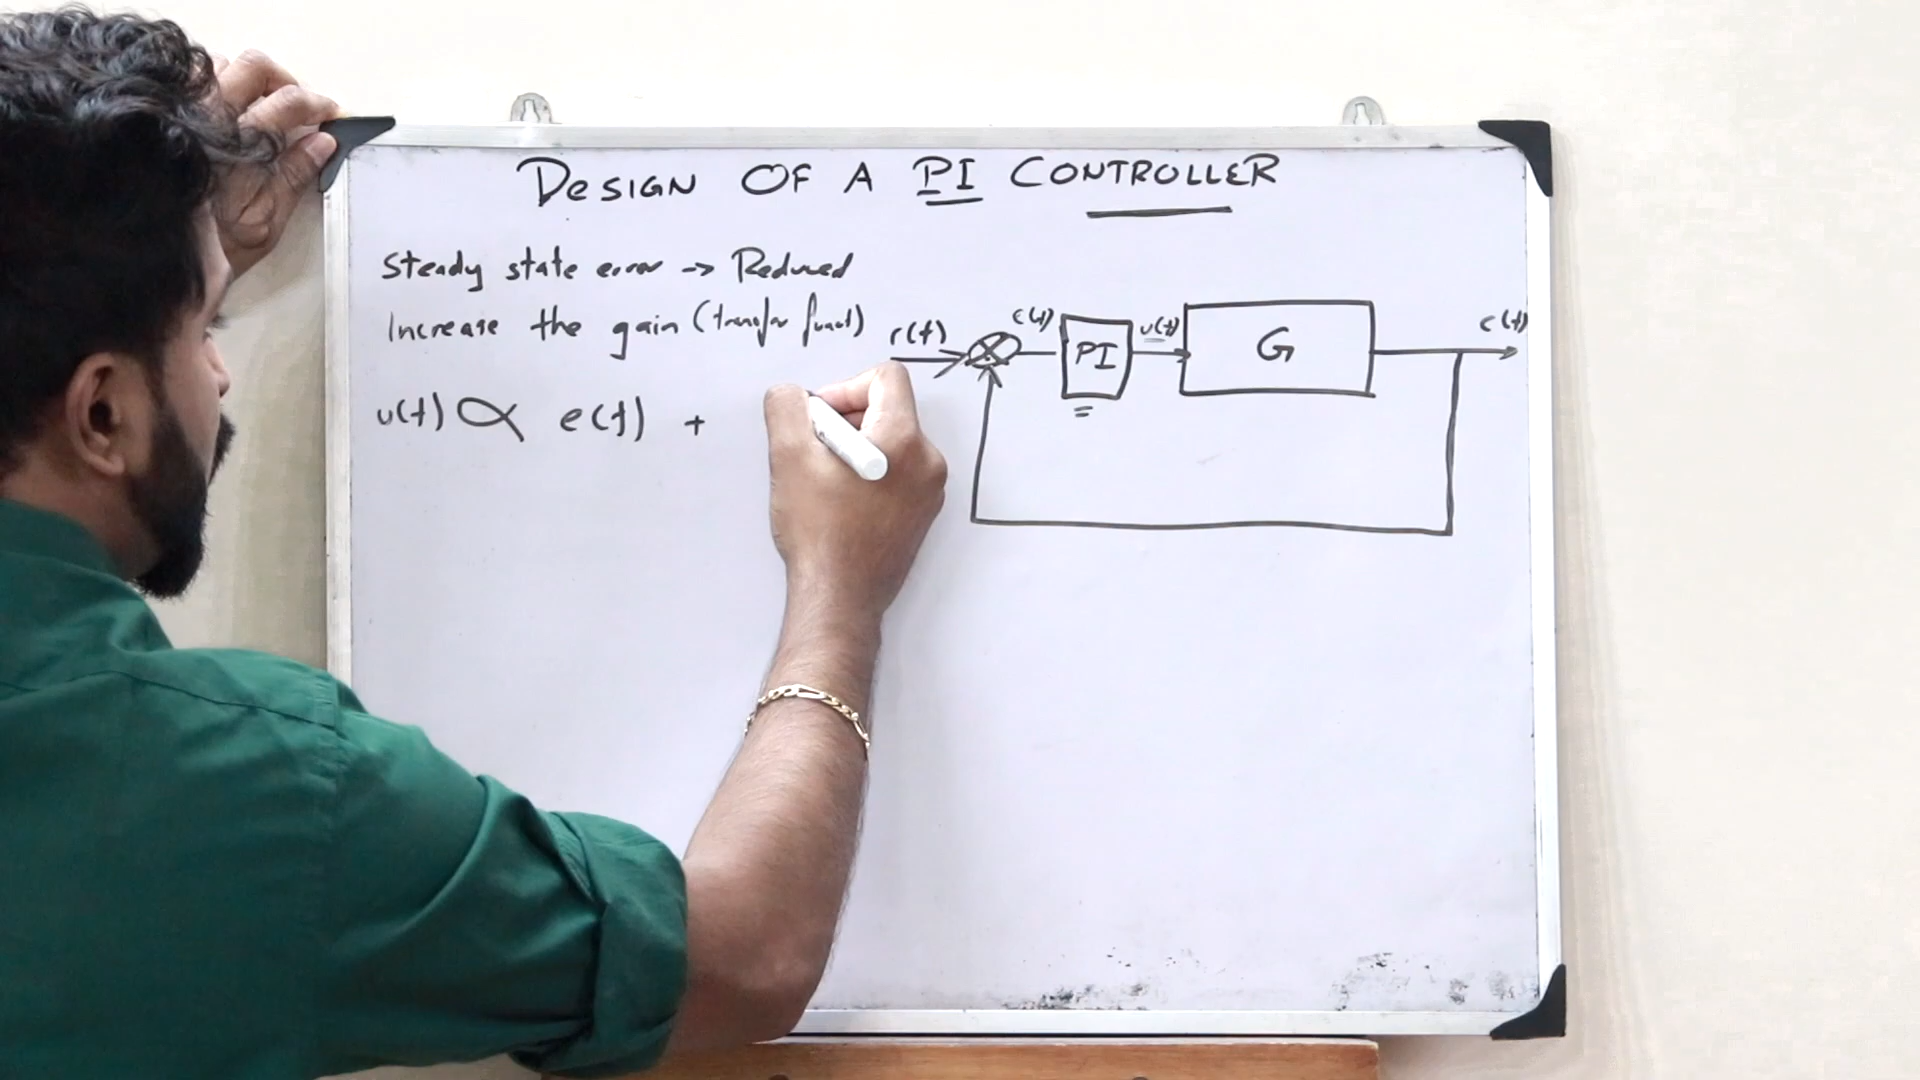 DESIGN OF A PI CONTROLLER
Steady state error → Reduced
Increase the gain (transfer funct)
u(t) ∝ e(t) +
r(t)
e(t)
PI
u(t)
G
c(t)